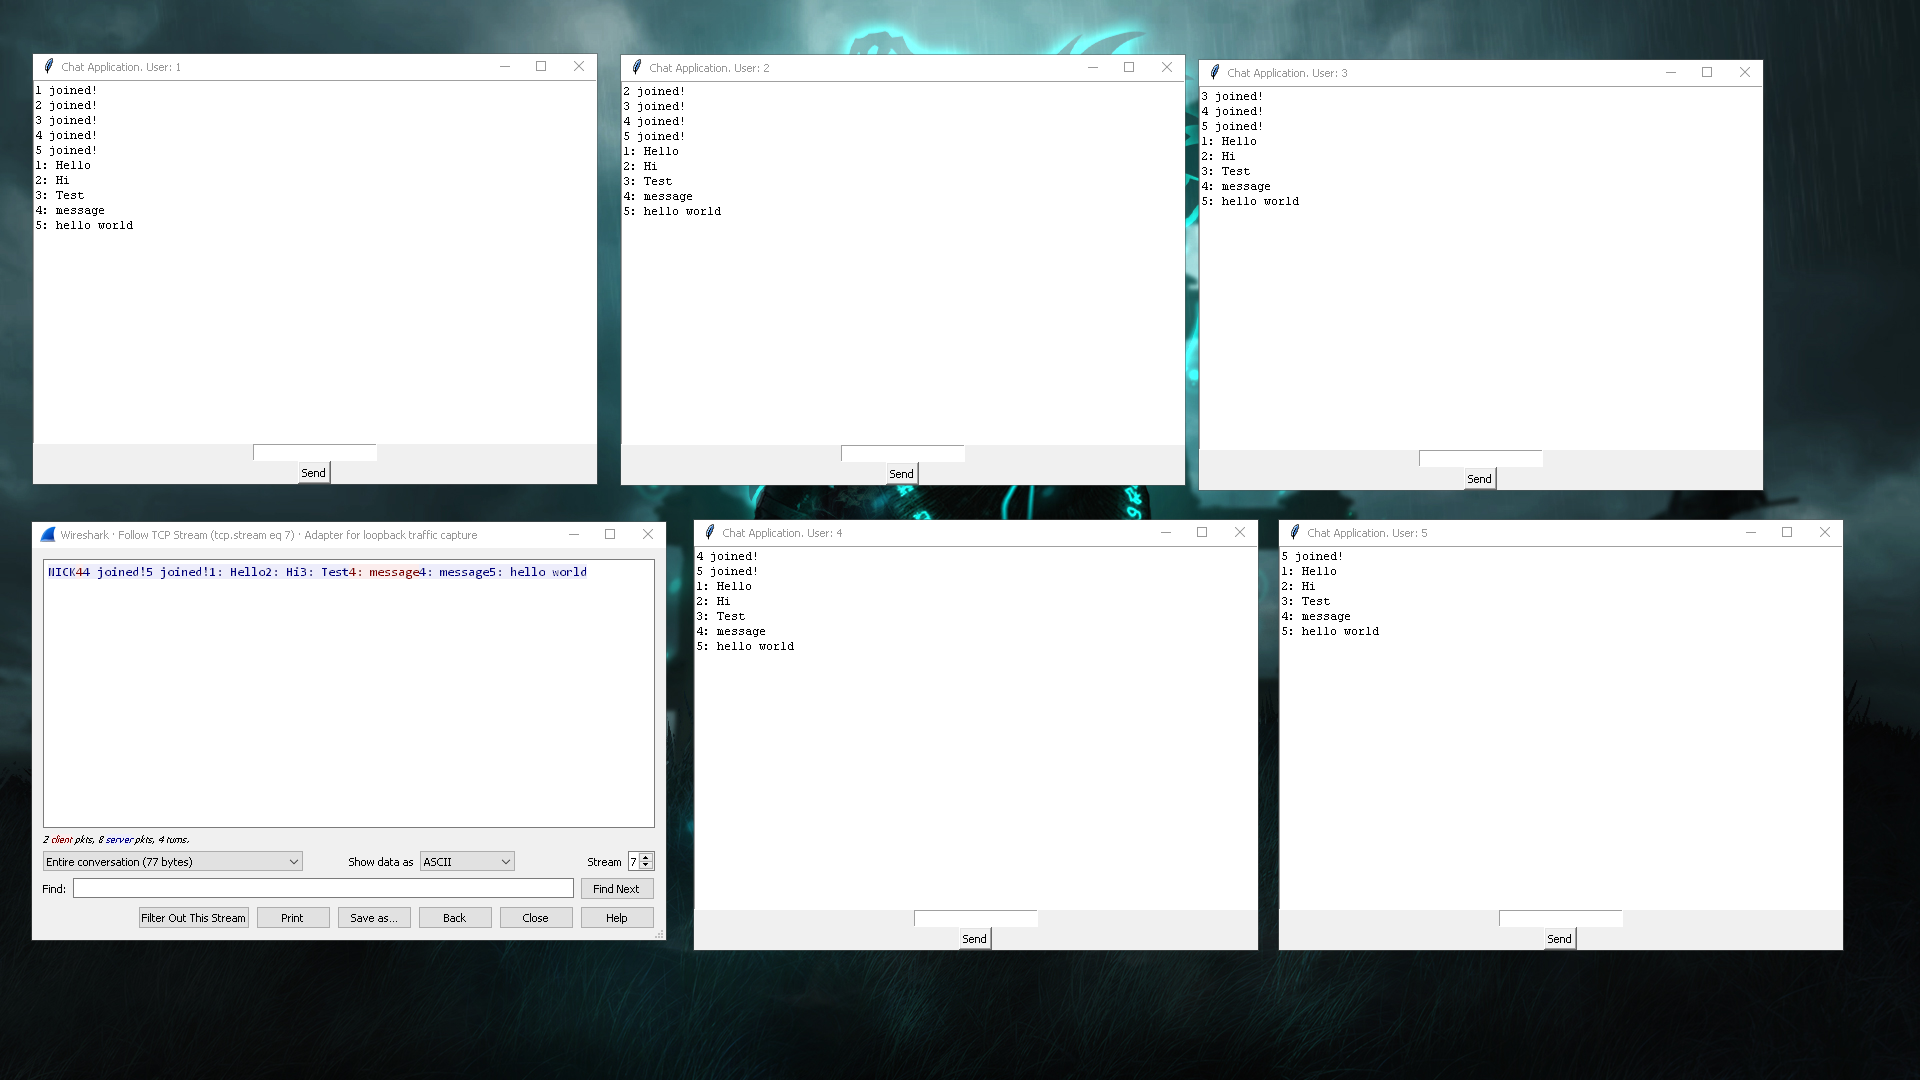 Chat Application. User: 1
1 joined!
2 joined!
3 joined!
4 joined!
5 joined!
1: Hello
2: Hi
3: Test
4: message
5: hello world
Send
Chat Application. User: 2
2 joined!
3 joined!
4 joined!
5 joined!
1: Hello
2: Hi
3: Test
4: message
5: hello world
Send
Chat Application. User: 3
3 joined!
4 joined!
5 joined!
1: Hello
2: Hi
3: Test
4: message
5: hello world
Send
Wireshark · Follow TCP Stream (tcp.stream eq 7) · Adapter for loopback traffic capture
NICK44 joined!5 joined!1: Hello2: Hi3: Test4: message4: message5: hello world
2 client pkts, 8 server pkts, 4 turns.
Entire conversation (77 bytes) Show data as ASCII Stream 7
Find: Find Next
Filter Out This Stream Print Save as... Back Close Help
Chat Application. User: 4
4 joined!
5 joined!
1: Hello
2: Hi
3: Test
4: message
5: hello world
Send
Chat Application. User: 5
5 joined!
1: Hello
2: Hi
3: Test
4: message
5: hello world
Send